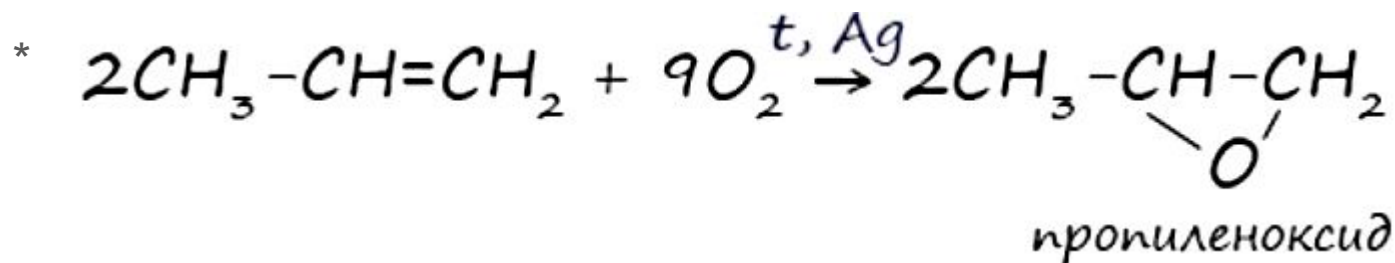 *
t, Ag
2CH₃-CH=CH₂ + 9O₂ → 2CH₃-CH-CH₂
O
пропиленоксид